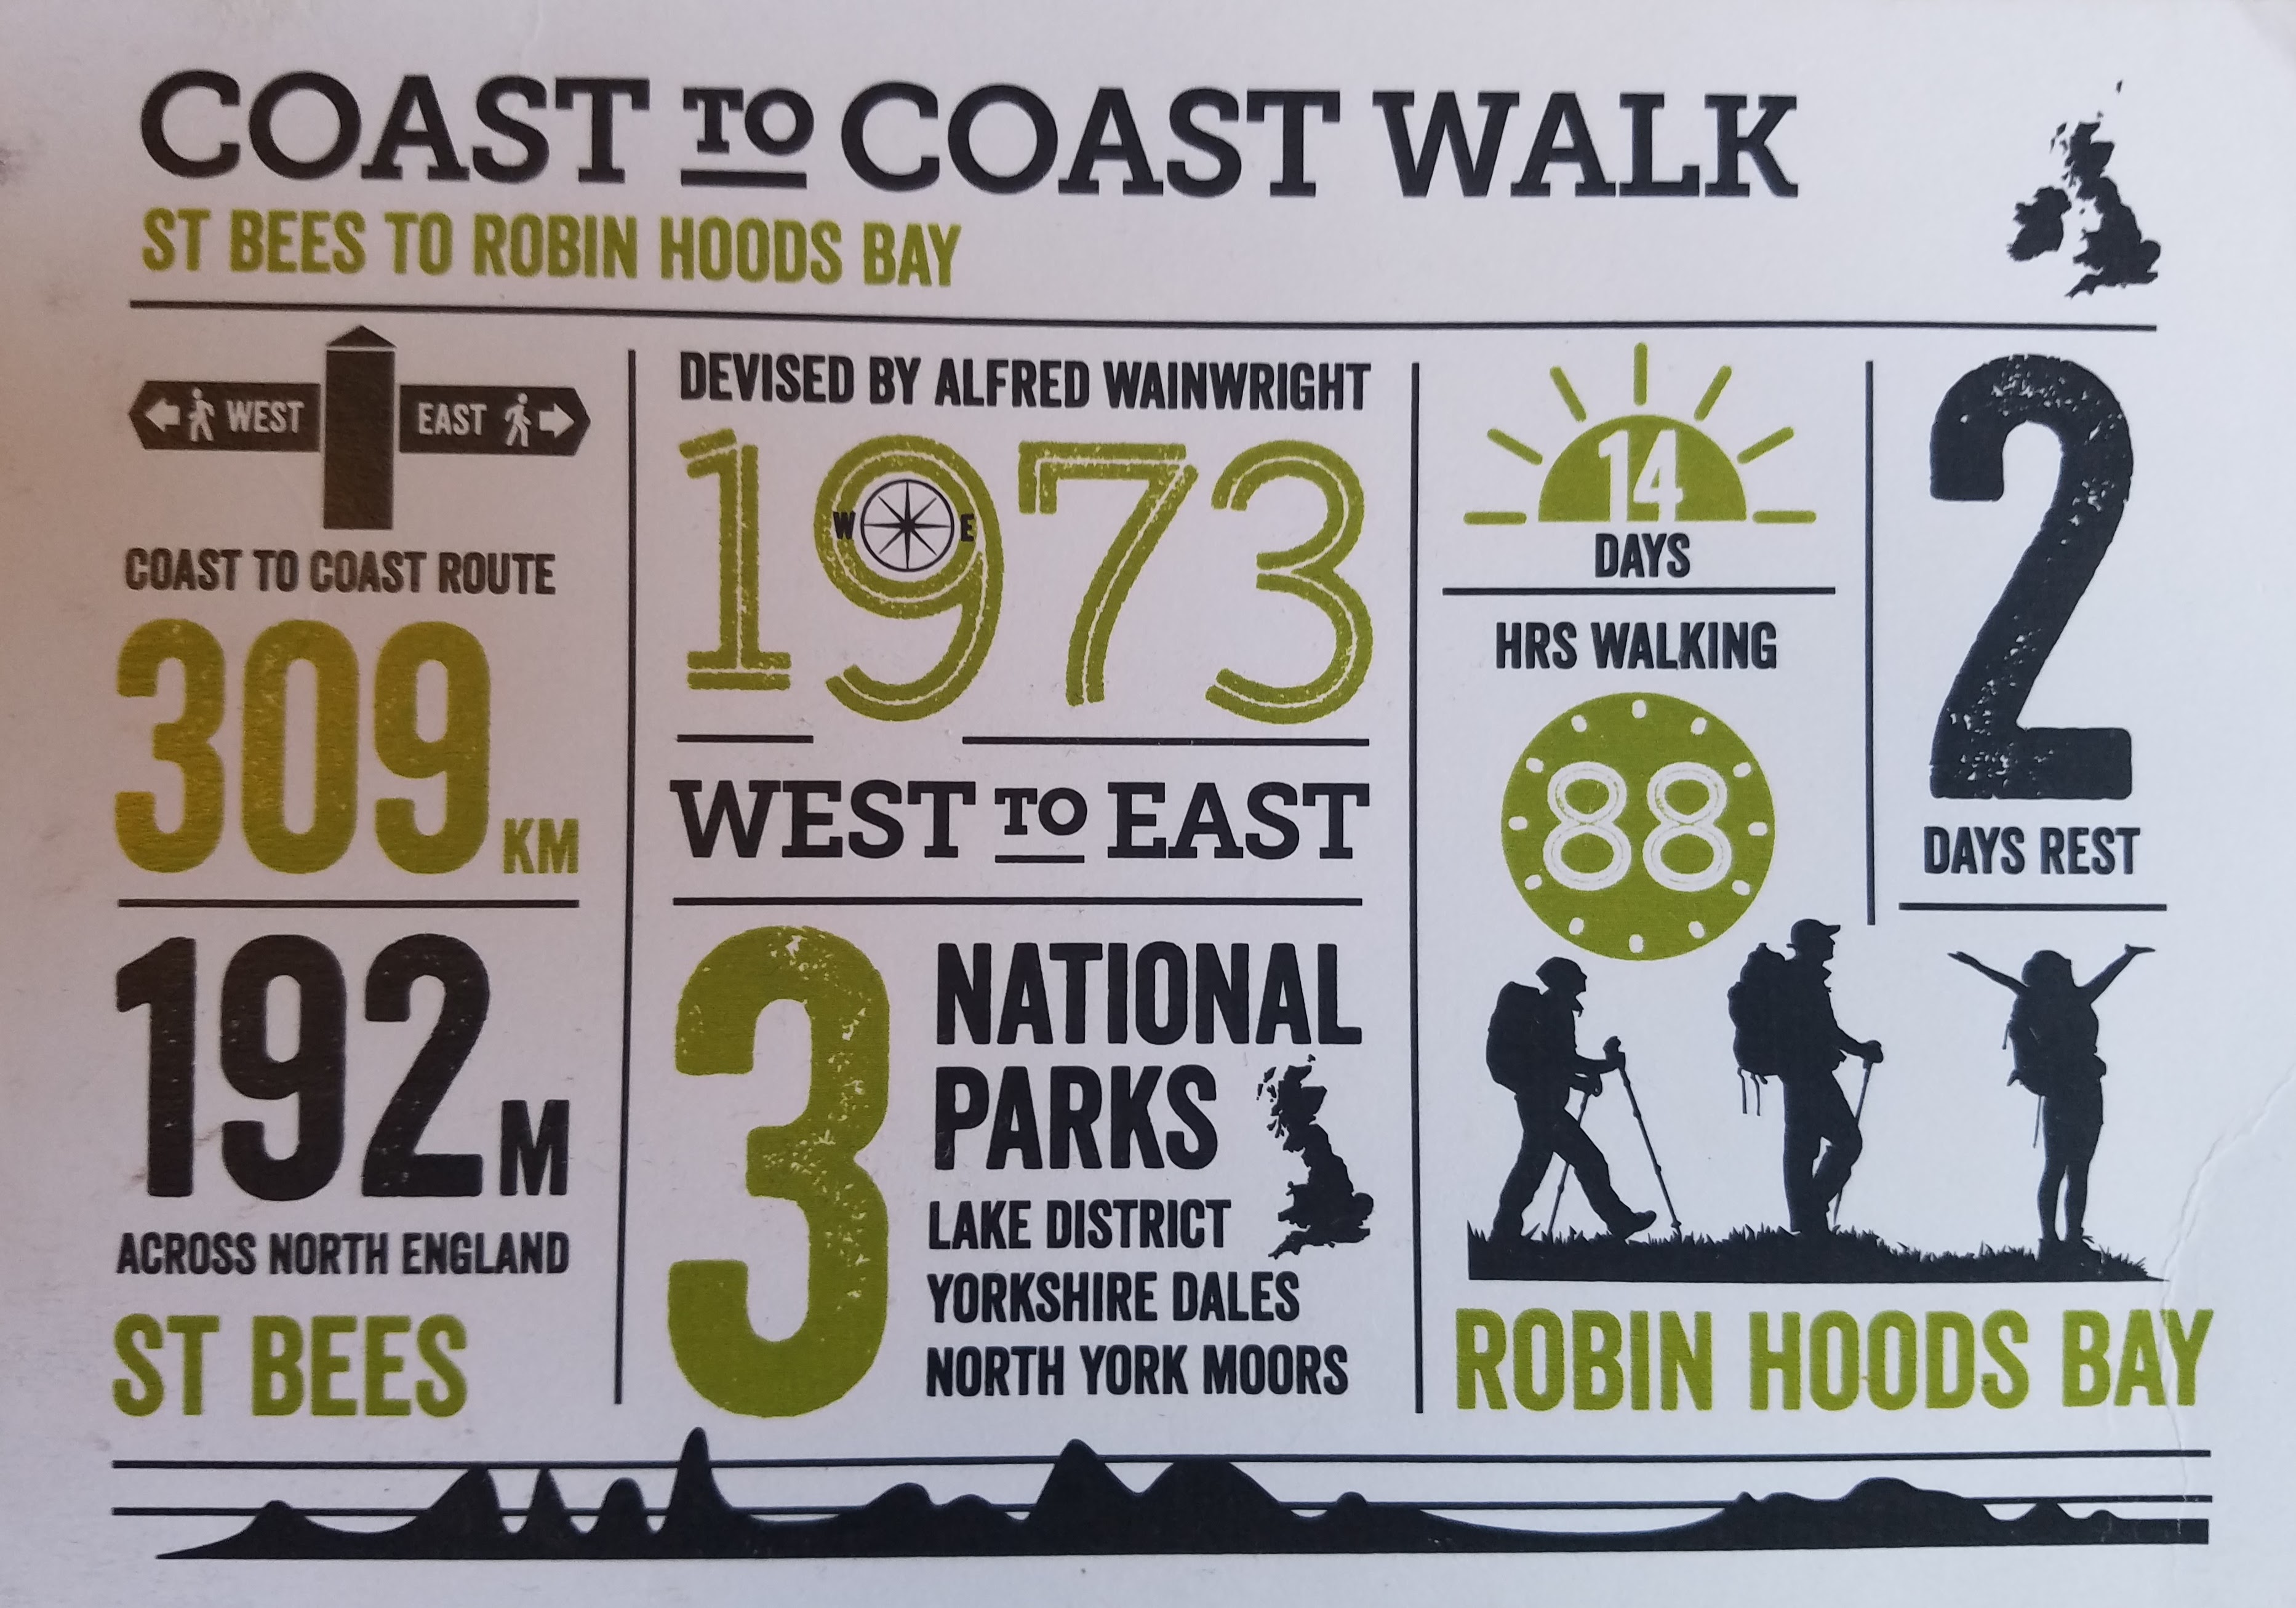 COAST TO COAST WALK
ST BEES TO ROBIN HOODS BAY
WEST
EAST
COAST TO COAST ROUTE
309 KM
192 M
ACROSS NORTH ENGLAND
ST BEES
DEVISED BY ALFRED WAINWRIGHT
1973
W E
WEST TO EAST
3 NATIONAL
PARKS
LAKE DISTRICT
YORKSHIRE DALES
NORTH YORK MOORS
14
DAYS
HRS WALKING
88
2
DAYS REST
ROBIN HOODS BAY